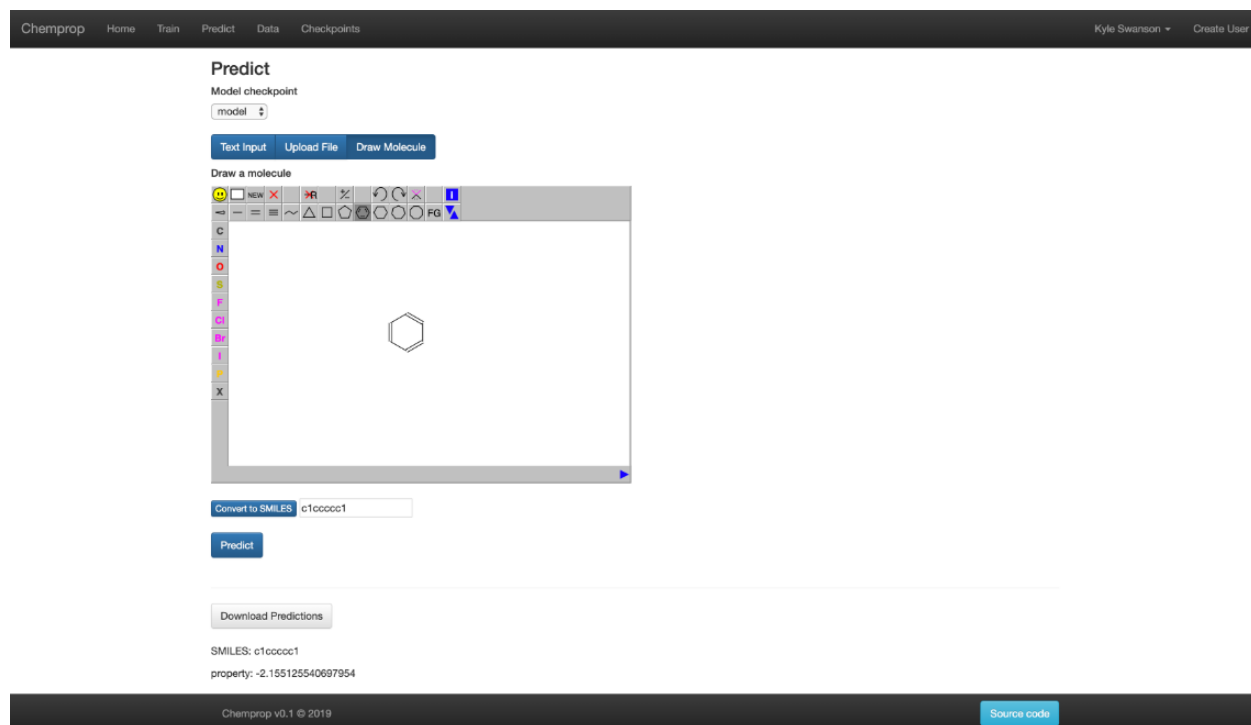 Chemprop Home Train Predict Data Checkpoints Kyle Swanson Create User
Predict
Model checkpoint
model
Text Input Upload File Draw Molecule
Draw a molecule
NEW R +/- I
FG
C
N
O
S
F
Cl
Br
I
X
Convert to SMILES c1ccccc1
Predict
Download Predictions
SMILES: c1ccccc1
property: -2.155125540697954
Chemprop v0.1 © 2019 Source code